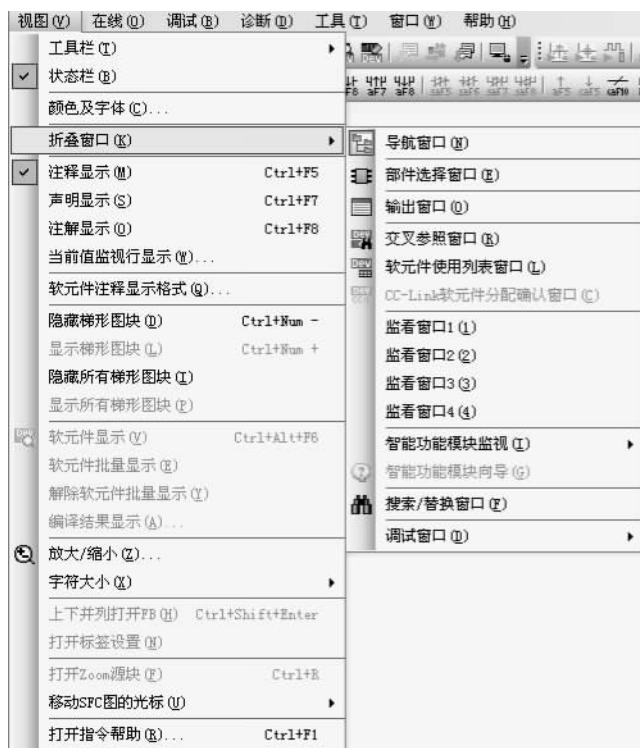 视图(V) 在线(O) 调试(B) 诊断(D) 工具(T) 窗口(W) 帮助(H)
工具栏(T)
状态栏(B)
颜色及字体(C)...
折叠窗口(K)
注释显示(M) Ctrl+F5
声明显示(S) Ctrl+F7
注解显示(O) Ctrl+F8
当前值监视行显示(W)...
软元件注释显示格式(Q)...
隐藏梯形图块(D) Ctrl+Num -
显示梯形图块(L) Ctrl+Num +
隐藏所有梯形图块(I)
显示所有梯形图块(P)
软元件显示(V) Ctrl+Alt+F6
软元件批量显示(E)
解除软元件批量显示(Y)
编译结果显示(A)...
放大/缩小(Z)...
字符大小(X)
上下并列打开FB(H) Ctrl+Shift+Enter
打开标签设置(N)
打开Zoom源块(F) Ctrl+R
移动SFC图的光标(U)
打开指令帮助(R)... Ctrl+F1
F8 aF7 aF8 aF5 caF5 caF10
导航窗口(N)
部件选择窗口(E)
输出窗口(O)
交叉参照窗口(R)
软元件使用列表窗口(L)
CC-Link软元件分配确认窗口(C)
监看窗口1(1)
监看窗口2(2)
监看窗口3(3)
监看窗口4(4)
智能功能模块监视(I)
智能功能模块向导(G)
搜索/替换窗口(F)
调试窗口(D)